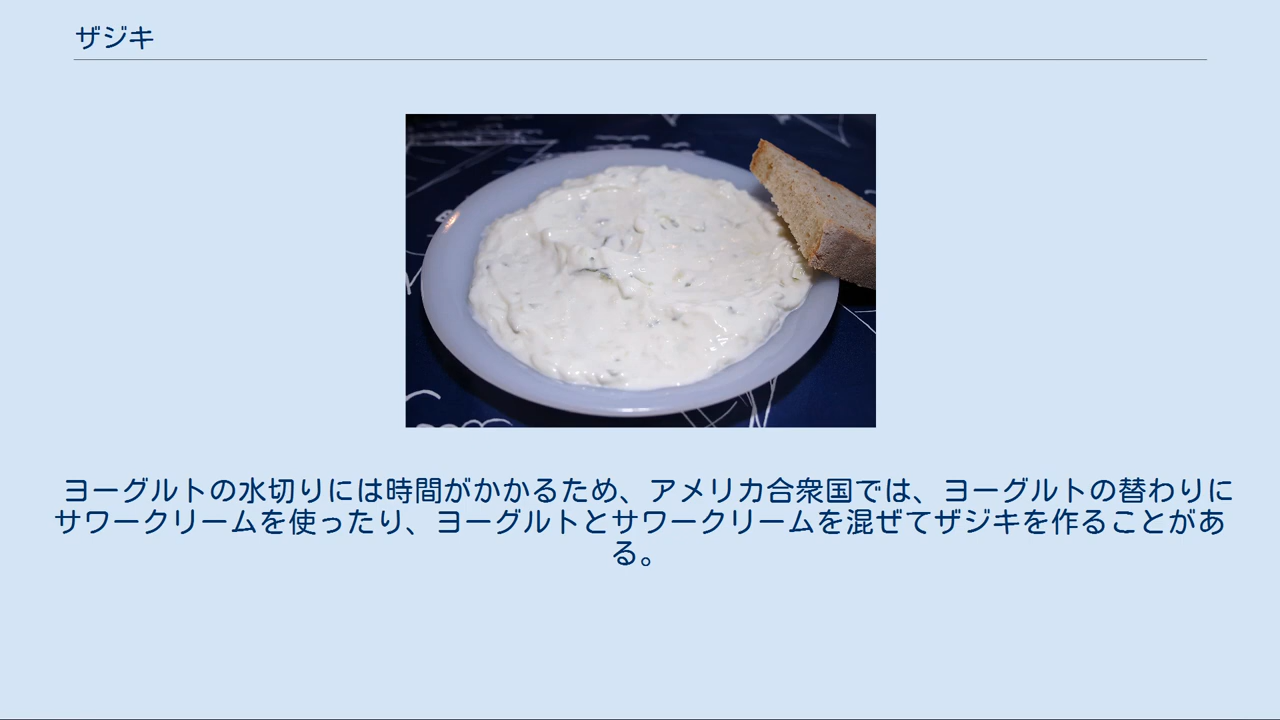 ザジキ
ヨーグルトの水切りには時間がかかるため、アメリカ合衆国では、ヨーグルトの替わりに
サワークリームを使ったり、ヨーグルトとサワークリームを混ぜてザジキを作ることがあ
る。